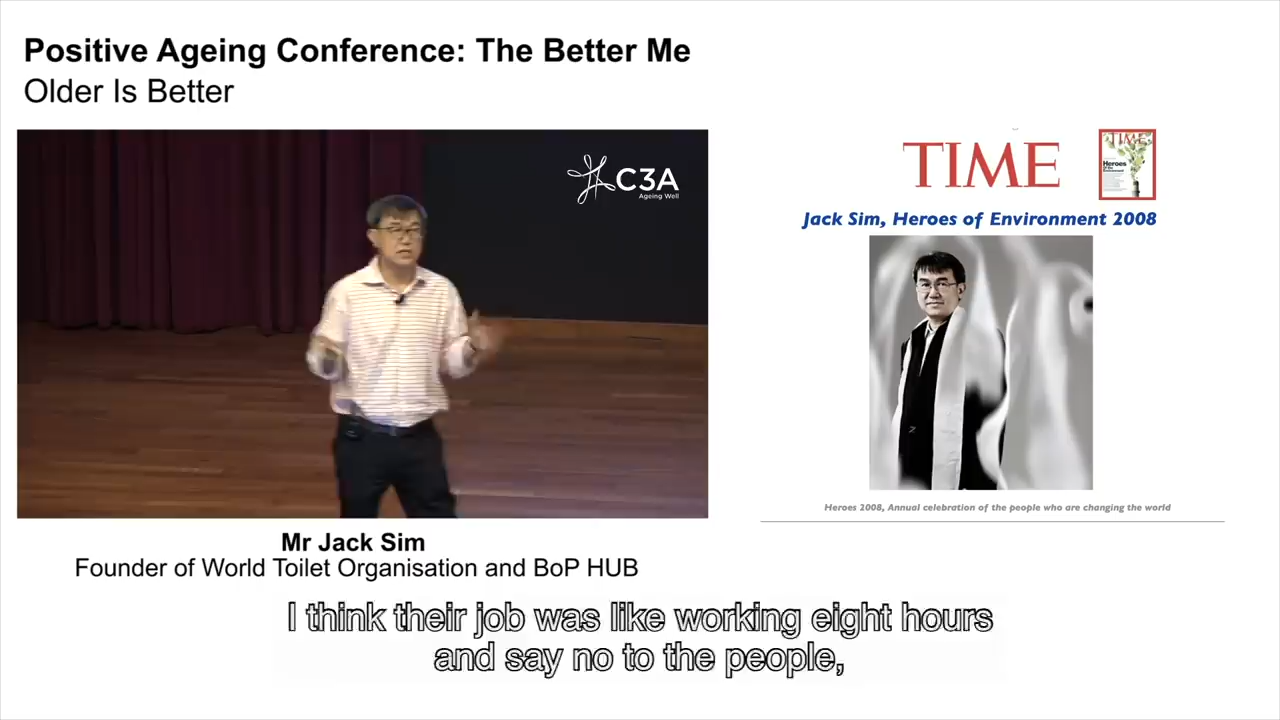 Positive Ageing Conference: The Better Me
Older Is Better
C3A
Ageing Well
TIME
TIME
Heroes
Jack Sim, Heroes of Environment 2008
Heroes 2008, Annual celebration of the people who are changing the world
Mr Jack Sim
Founder of World Toilet Organisation and BoP HUB
I think their job was like working eight hours
and say no to the people,